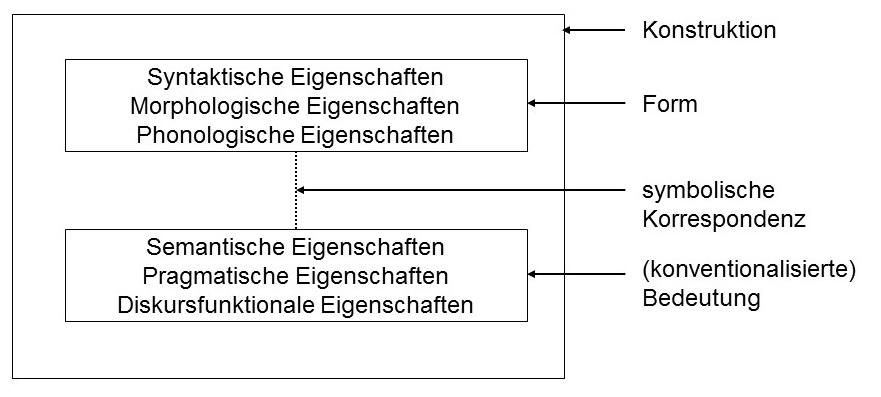 Konstruktion
Syntaktische Eigenschaften
Morphologische Eigenschaften
Phonologische Eigenschaften
Form
symbolische
Korrespondenz
Semantische Eigenschaften
Pragmatische Eigenschaften
Diskursfunktionale Eigenschaften
(konventionalisierte)
Bedeutung